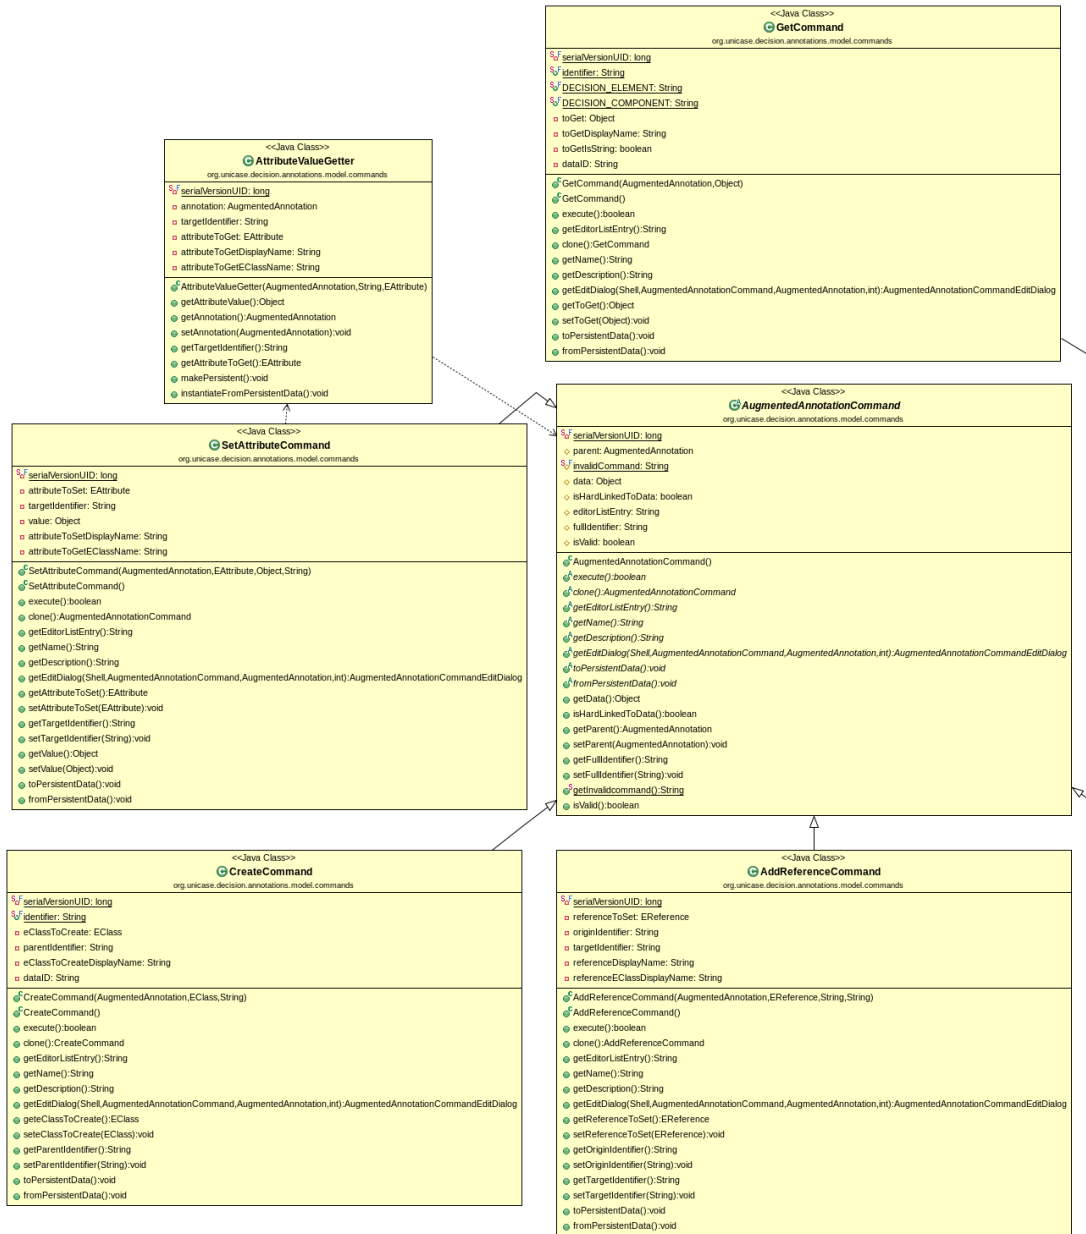 <<Java Class>>
GetCommand
org.unicase.decision.annotations.model.commands
serialVersionUID: long
identifier: String
DECISION_ELEMENT: String
DECISION_COMPONENT: String
toGet: Object
toGetDisplayName: String
toGetIsString: boolean
dataID: String
GetCommand(AugmentedAnnotation,Object)
GetCommand()
execute():boolean
getEditorListEntry():String
clone():GetCommand
getName():String
getDescription():String
getEditDialog(Shell,AugmentedAnnotationCommand,AugmentedAnnotation,int):AugmentedAnnotationCommandEditDialog
getToGet():Object
setToGet(Object):void
toPersistentData():void
fromPersistentData():void
<<Java Class>>
AttributeValueGetter
org.unicase.decision.annotations.model.commands
serialVersionUID: long
annotation: AugmentedAnnotation
targetIdentifier: String
attributeToGet: EAttribute
attributeToGetDisplayName: String
attributeToGetEClassName: String
AttributeValueGetter(AugmentedAnnotation,String,EAttribute)
getAttributeValue():Object
getAnnotation():AugmentedAnnotation
setAnnotation(AugmentedAnnotation):void
getTargetIdentifier():String
getAttributeToGet():EAttribute
makePersistent():void
instantiateFromPersistentData():void
<<Java Class>>
AugmentedAnnotationCommand
org.unicase.decision.annotations.model.commands
serialVersionUID: long
parent: AugmentedAnnotation
invalidCommand: String
data: Object
isHardLinkedToData: boolean
editorListEntry: String
fullIdentifier: String
isValid: boolean
AugmentedAnnotationCommand()
execute():boolean
clone():AugmentedAnnotationCommand
getEditorListEntry():String
getName():String
getDescription():String
getEditDialog(Shell,AugmentedAnnotationCommand,AugmentedAnnotation,int):AugmentedAnnotationCommandEditDialog
toPersistentData():void
fromPersistentData():void
getData():Object
isHardLinkedToData():boolean
getParent():AugmentedAnnotation
setParent(AugmentedAnnotation):void
getFullIdentifier():String
setFullIdentifier(String):void
getInvalidcommand():String
isValid():boolean
<<Java Class>>
SetAttributeCommand
org.unicase.decision.annotations.model.commands
serialVersionUID: long
attributeToSet: EAttribute
targetIdentifier: String
value: Object
attributeToSetDisplayName: String
attributeToGetEClassName: String
SetAttributeCommand(AugmentedAnnotation,EAttribute,Object,String)
SetAttributeCommand()
execute():boolean
clone():AugmentedAnnotationCommand
getEditorListEntry():String
getName():String
getDescription():String
getEditDialog(Shell,AugmentedAnnotationCommand,AugmentedAnnotation,int):AugmentedAnnotationCommandEditDialog
getAttributeToSet():EAttribute
setAttributeToSet(EAttribute):void
getTargetIdentifier():String
setTargetIdentifier(String):void
getValue():Object
setValue(Object):void
toPersistentData():void
fromPersistentData():void
<<Java Class>>
CreateCommand
org.unicase.decision.annotations.model.commands
serialVersionUID: long
identifier: String
eClassToCreate: EClass
parentIdentifier: String
eClassToCreateDisplayName: String
dataID: String
CreateCommand(AugmentedAnnotation,EClass,String)
CreateCommand()
execute():boolean
clone():CreateCommand
getEditorListEntry():String
getName():String
getDescription():String
getEditDialog(Shell,AugmentedAnnotationCommand,AugmentedAnnotation,int):AugmentedAnnotationCommandEditDialog
geteClassToCreate():EClass
seteClassToCreate(EClass):void
getParentIdentifier():String
setParentIdentifier(String):void
toPersistentData():void
fromPersistentData():void
<<Java Class>>
AddReferenceCommand
org.unicase.decision.annotations.model.commands
serialVersionUID: long
referenceToSet: EReference
originIdentifier: String
targetIdentifier: String
referenceDisplayName: String
referenceEClassDisplayName: String
AddReferenceCommand(AugmentedAnnotation,EReference,String,String)
AddReferenceCommand()
execute():boolean
clone():AddReferenceCommand
getEditorListEntry():String
getName():String
getDescription():String
getEditDialog(Shell,AugmentedAnnotationCommand,AugmentedAnnotation,int):AugmentedAnnotationCommandEditDialog
getReferenceToSet():EReference
setReferenceToSet(EReference):void
getOriginIdentifier():String
setOriginIdentifier(String):void
getTargetIdentifier():String
setTargetIdentifier(String):void
toPersistentData():void
fromPersistentData():void